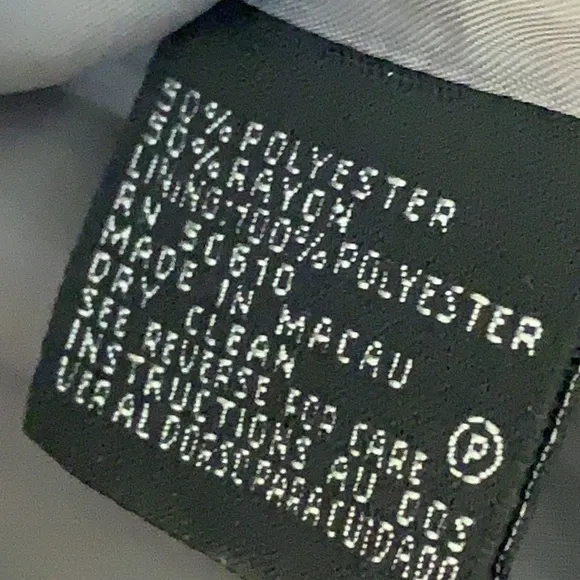 50% POLYESTER
50% RAYON
LINING 100% POLYESTER
RN 50610
MADE IN MACAU
DRY CLEAN
SEE REVERSE FOR CARE Ⓟ
INSTRUCTIONS AU DOS
VER AL DORSO PARA CUIDADO